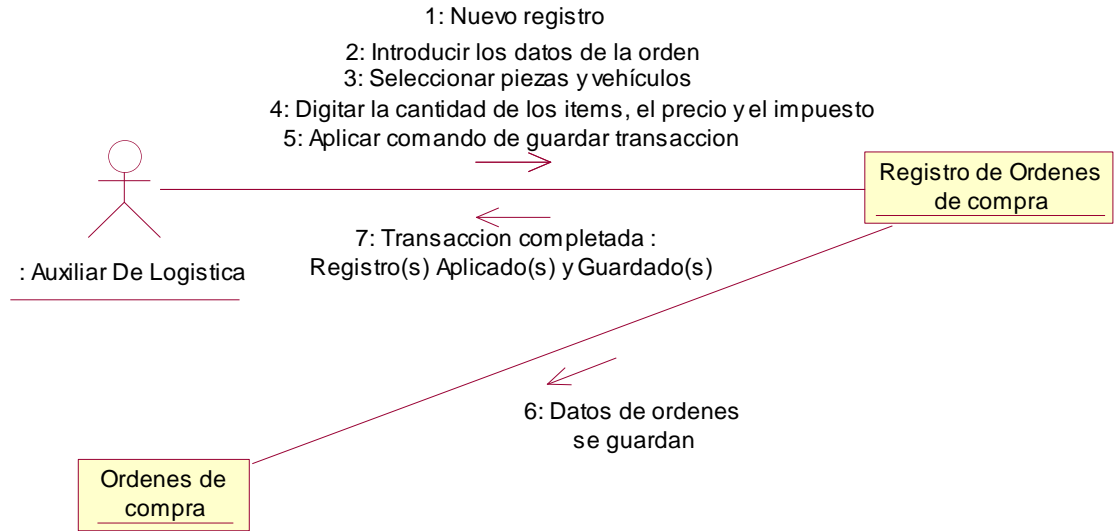 1: Nuevo registro
2: Introducir los datos de la orden
3: Seleccionar piezas y vehículos
4: Digitar la cantidad de los items, el precio y el impuesto
5: Aplicar comando de guardar transaccion
Registro de Ordenes
de compra
7: Transaccion completada :
Registro(s) Aplicado(s) y Guardado(s)
: Auxiliar De Logistica
6: Datos de ordenes
se guardan
Ordenes de
compra